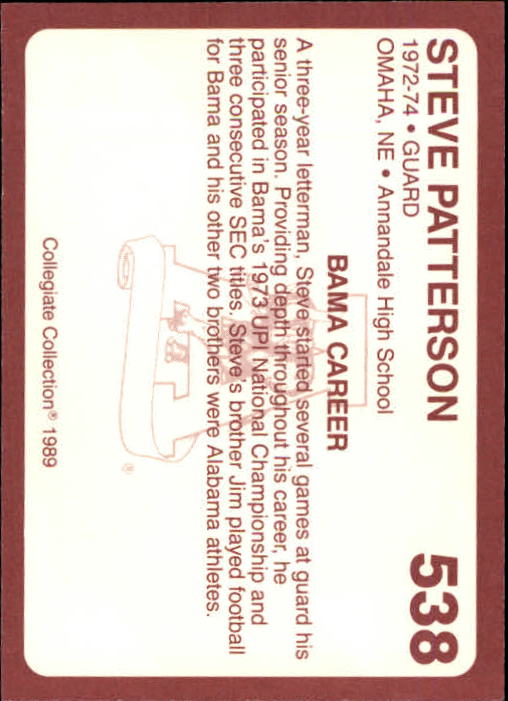 STEVE PATTERSON 538
1972-74 • GUARD
OMAHA, NE • Annandale High School
BAMA CAREER
A three-year letterman, Steve started several games at guard his
senior season. Providing depth throughout his career, he
participated in Bama's 1973 UPI National Championship and
three consecutive SEC titles. Steve's brother Jim played football
for Bama and his other two brothers were Alabama athletes.
®
Collegiate Collection® 1989